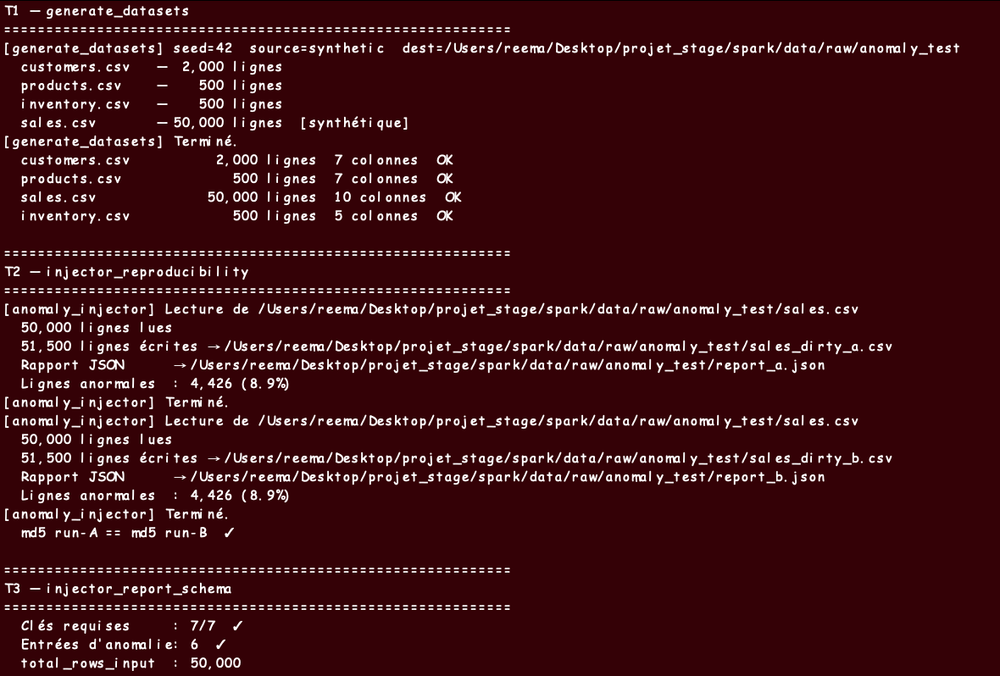 T1 — generate_datasets
============================================================
[generate_datasets] seed=42  source=synthetic  dest=/Users/reema/Desktop/projet_stage/spark/data/raw/anomaly_test
  customers.csv   —  2,000 lignes
  products.csv    —    500 lignes
  inventory.csv   —    500 lignes
  sales.csv       — 50,000 lignes  [synthétique]
[generate_datasets] Terminé.
  customers.csv          2,000 lignes  7 colonnes  OK
  products.csv             500 lignes  7 colonnes  OK
  sales.csv             50,000 lignes  10 colonnes  OK
  inventory.csv            500 lignes  5 colonnes  OK

============================================================
T2 — injector_reproducibility
============================================================
[anomaly_injector] Lecture de /Users/reema/Desktop/projet_stage/spark/data/raw/anomaly_test/sales.csv
  50,000 lignes lues
  51,500 lignes écrites → /Users/reema/Desktop/projet_stage/spark/data/raw/anomaly_test/sales_dirty_a.csv
  Rapport JSON      → /Users/reema/Desktop/projet_stage/spark/data/raw/anomaly_test/report_a.json
  Lignes anormales  : 4,426 (8.9%)
[anomaly_injector] Terminé.
[anomaly_injector] Lecture de /Users/reema/Desktop/projet_stage/spark/data/raw/anomaly_test/sales.csv
  50,000 lignes lues
  51,500 lignes écrites → /Users/reema/Desktop/projet_stage/spark/data/raw/anomaly_test/sales_dirty_b.csv
  Rapport JSON      → /Users/reema/Desktop/projet_stage/spark/data/raw/anomaly_test/report_b.json
  Lignes anormales  : 4,426 (8.9%)
[anomaly_injector] Terminé.
  md5 run-A == md5 run-B  ✓

============================================================
T3 — injector_report_schema
============================================================
  Clés requises     : 7/7  ✓
  Entrées d'anomalie: 6  ✓
  total_rows_input  : 50,000